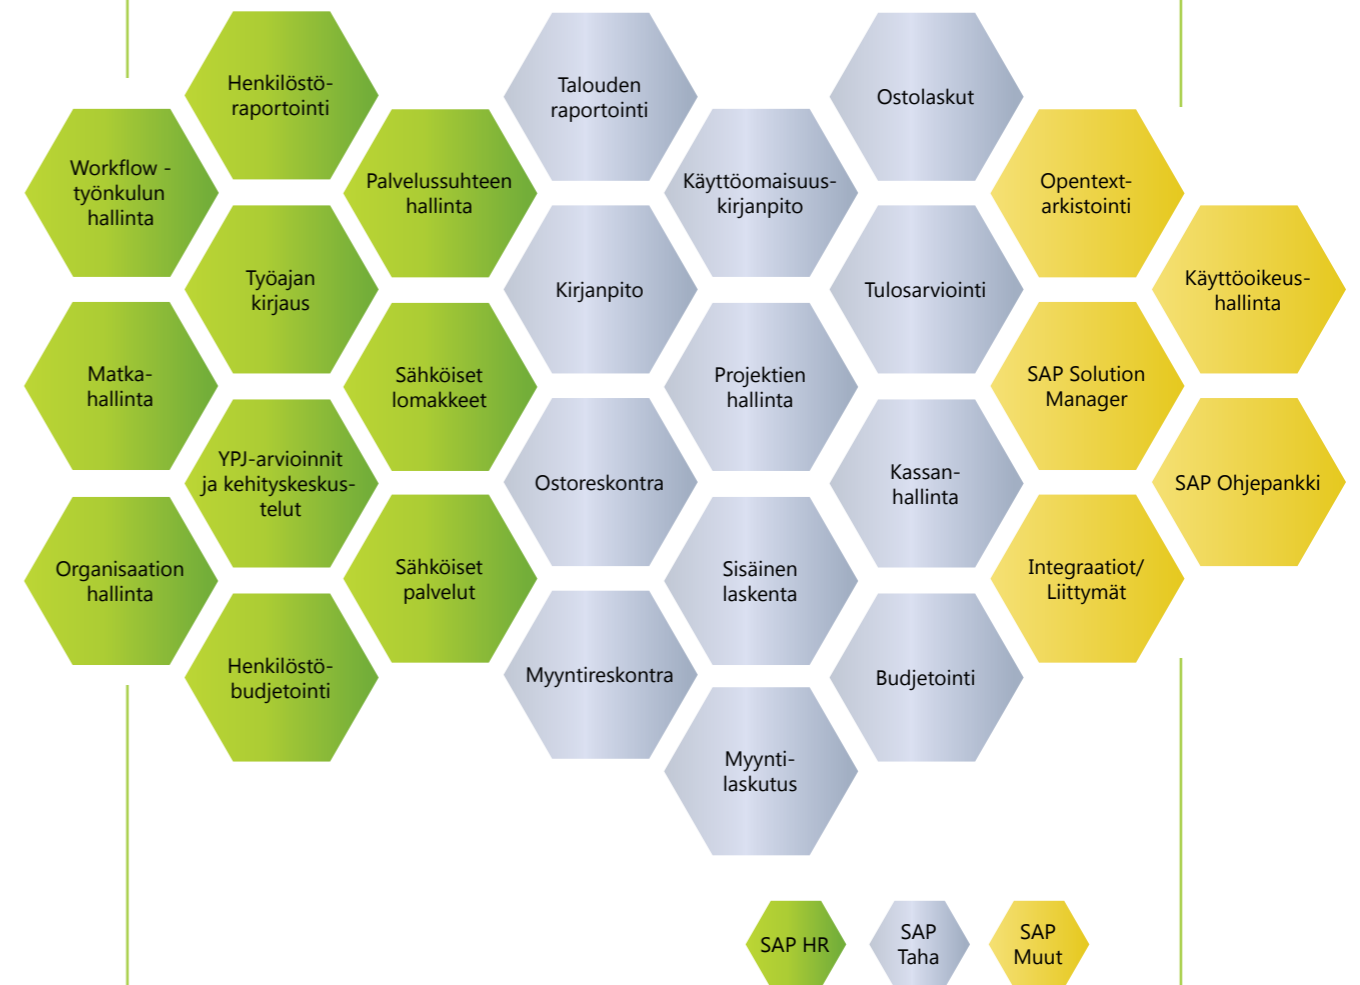 Henkilöstö-
raportointi
Talouden
raportointi
Ostolaskut
Workflow -
työnkulun
hallinta
Palvelussuhteen
hallinta
Käyttöomaisuus-
kirjanpito
Opentext-
arkistointi
Työajan
kirjaus
Kirjanpito
Tulosarviointi
Käyttöoikeus-
hallinta
Matka-
hallinta
Sähköiset
lomakkeet
Projektien
hallinta
SAP Solution
Manager
YPJ-arvioinnit
ja kehityskeskus-
telut
Ostoreskontra
Kassan-
hallinta
SAP Ohjepankki
Organisaation
hallinta
Sähköiset
palvelut
Sisäinen
laskenta
Integraatiot/
Liittymät
Henkilöstö-
budjetointi
Myyntireskontra
Budjetointi
Myynti-
laskutus
SAP HR
SAP
Taha
SAP
Muut